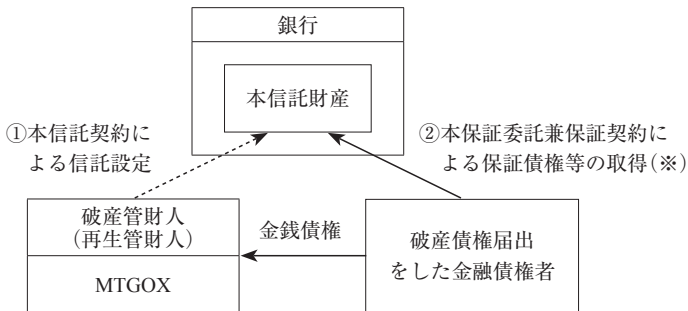 銀行
本信託財産
①本信託契約に
よる信託設定
②本保証委託兼保証契約に
よる保証債権等の取得(※)
破産管財人
(再生管財人)
MTGOX
金銭債権
破産債権届出
をした金融債権者